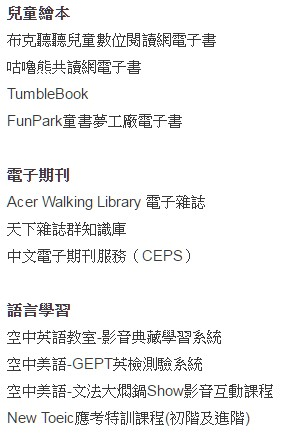 兒童繪本
布克聽聽兒童數位閱讀網電子書
咕嚕熊共讀網電子書
TumbleBook
FunPark童書夢工廠電子書
電子期刊
Acer Walking Library 電子雜誌
天下雜誌群知識庫
中文電子期刊服務（CEPS）
語言學習
空中英語教室-影音典藏學習系統
空中美語-GEPT英檢測驗系統
空中美語-文法大燜鍋Show影音互動課程
New Toeic應考特訓課程(初階及進階)